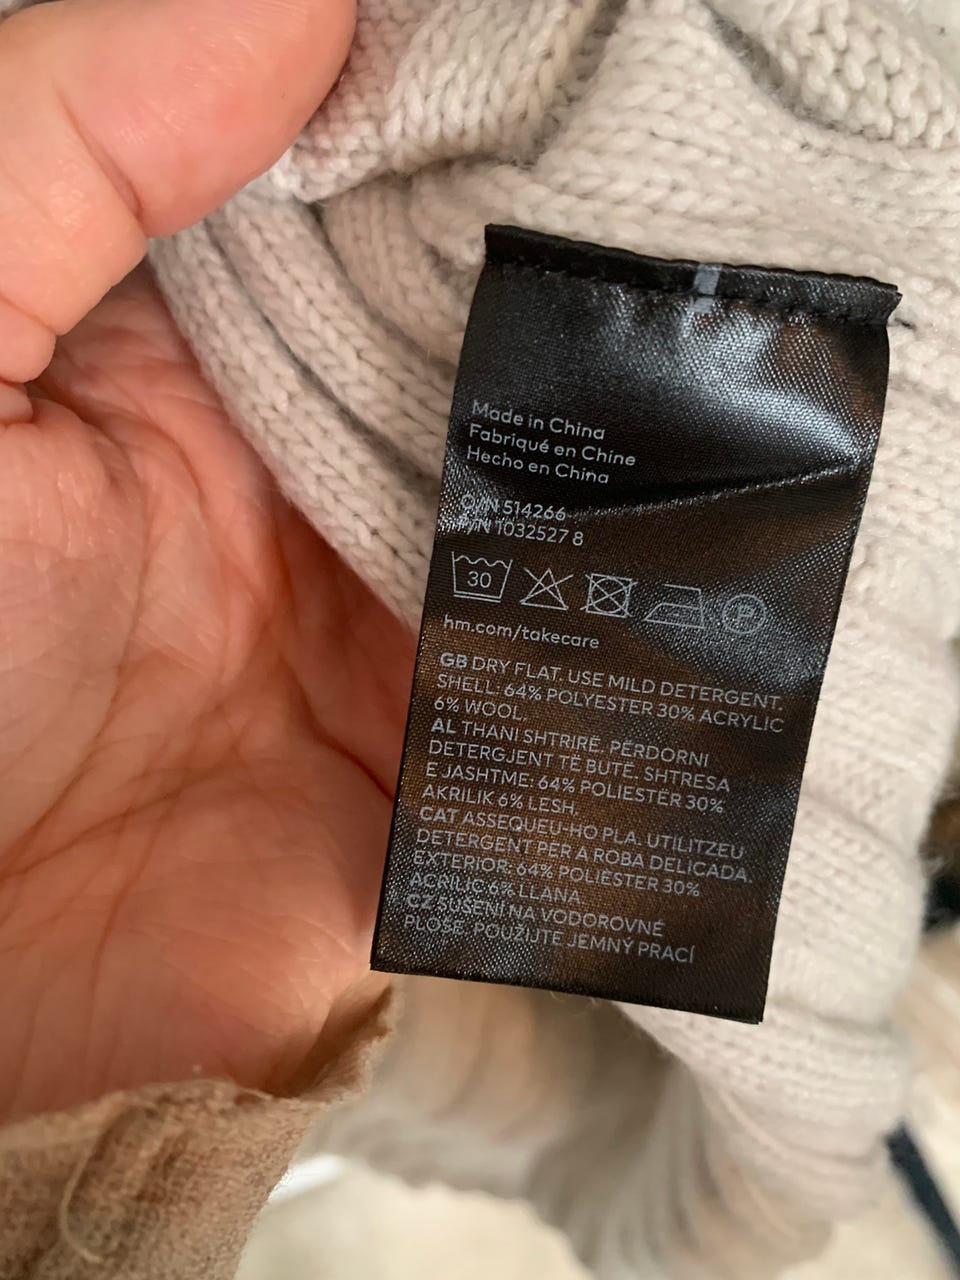 Made in China
Fabriqué en Chine
Hecho en China
O/N 514266
P/N 1032527 8
30
P
hm.com/takecare
GB DRY FLAT. USE MILD DETERGENT.
SHELL: 64% POLYESTER 30% ACRYLIC
6% WOOL.
AL THANI SHTRIRË. PËRDORNI
DETERGJENT TË BUTË. SHTRESA
E JASHTME: 64% POLIESTËR 30%
AKRILIK 6% LESH.
CAT ASSEQUEU-HO PLA. UTILITZEU
DETERGENT PER A ROBA DELICADA.
EXTERIOR: 64% POLIÈSTER 30%
ACRÍLIC 6% LLANA.
CZ SUŠENÍ NA VODOROVNÉ
PLOŠE. POUŽIJTE JEMNÝ PRACÍ